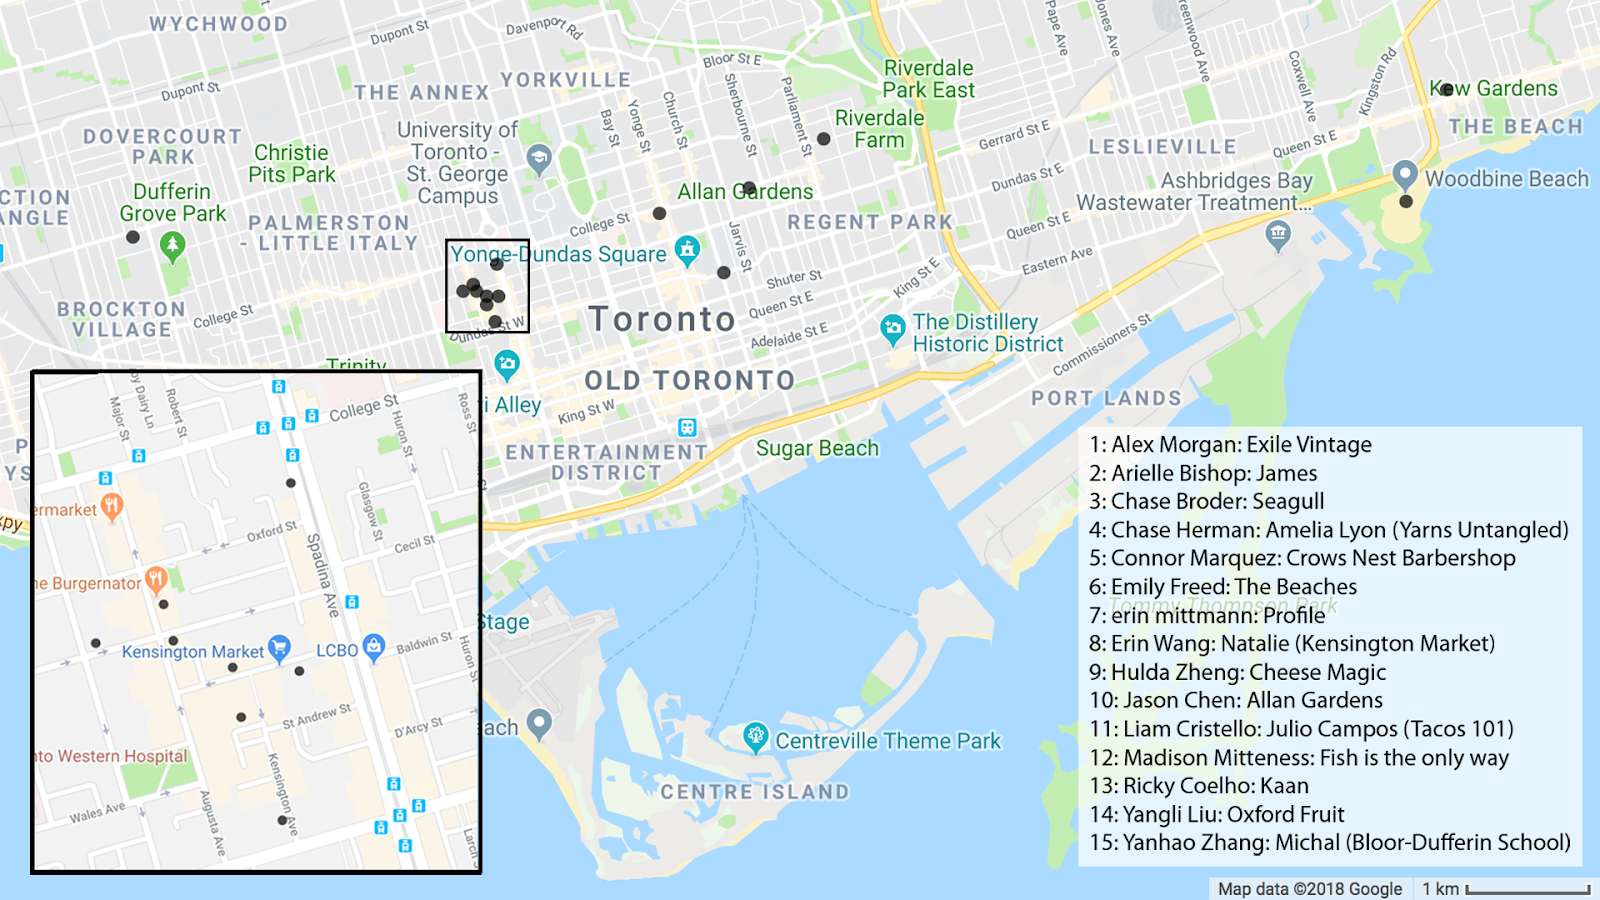 WYCHWOOD
Dupont St
Davenport Rd
Bloor St E
YORKVILLE
THE ANNEX
Dupont St
Bay St
Yonge St
Church St
Sherbourne St
Parliament St
Riverdale
Park East
Riverdale
Farm
Pape Ave
Jones Ave
Greenwood Ave
Coxwell Ave
Kingston Rd
Kew Gardens
THE BEACH
Gerrard St E
LESLIEVILLE
Queen St E
Dundas St E
Woodbine Beach
Ashbridges Bay
Wastewater Treatment...
DOVERCOURT
PARK
Christie
Pits Park
University of
Toronto -
St. George
Campus
CTION
ANGLE
Dufferin
Grove Park
PALMERSTON
- LITTLE ITALY
College St
Allan Gardens
REGENT PARK
Jarvis St
Queen St E
Eastern Ave
Yonge-Dundas Square
Shuter St
Queen St E
King St E
Adelaide St E
BROCKTON
VILLAGE
College St
Dundas St W
Toronto
The Distillery
Historic District
Commissioners St
Trinity
OLD TORONTO
i Alley
King St W
PORT LANDS
ENTERTAINMENT
DISTRICT
Sugar Beach
P
YS
xpy
Major St
by Dairy Ln
Robert St
College St
Huron St
Ross St
ermarket
Oxford St
Glasgow St
Cecil St
Spadina Ave
ne Burgernator
Kensington Market
LCBO
Baldwin St
Huron St
St Andrew St
D'Arcy St
nto Western Hospital
Kensington Ave
Augusta Ave
Wales Ave
Larch St
Stage
ach
Centreville Theme Park
CENTRE ISLAND
Tommy Thompson Park
1: Alex Morgan: Exile Vintage
2: Arielle Bishop: James
3: Chase Broder: Seagull
4: Chase Herman: Amelia Lyon (Yarns Untangled)
5: Connor Marquez: Crows Nest Barbershop
6: Emily Freed: The Beaches
7: erin mittmann: Profile
8: Erin Wang: Natalie (Kensington Market)
9: Hulda Zheng: Cheese Magic
10: Jason Chen: Allan Gardens
11: Liam Cristello: Julio Campos (Tacos 101)
12: Madison Mitteness: Fish is the only way
13: Ricky Coelho: Kaan
14: Yangli Liu: Oxford Fruit
15: Yanhao Zhang: Michal (Bloor-Dufferin School)
Map data ©2018 Google
1 km